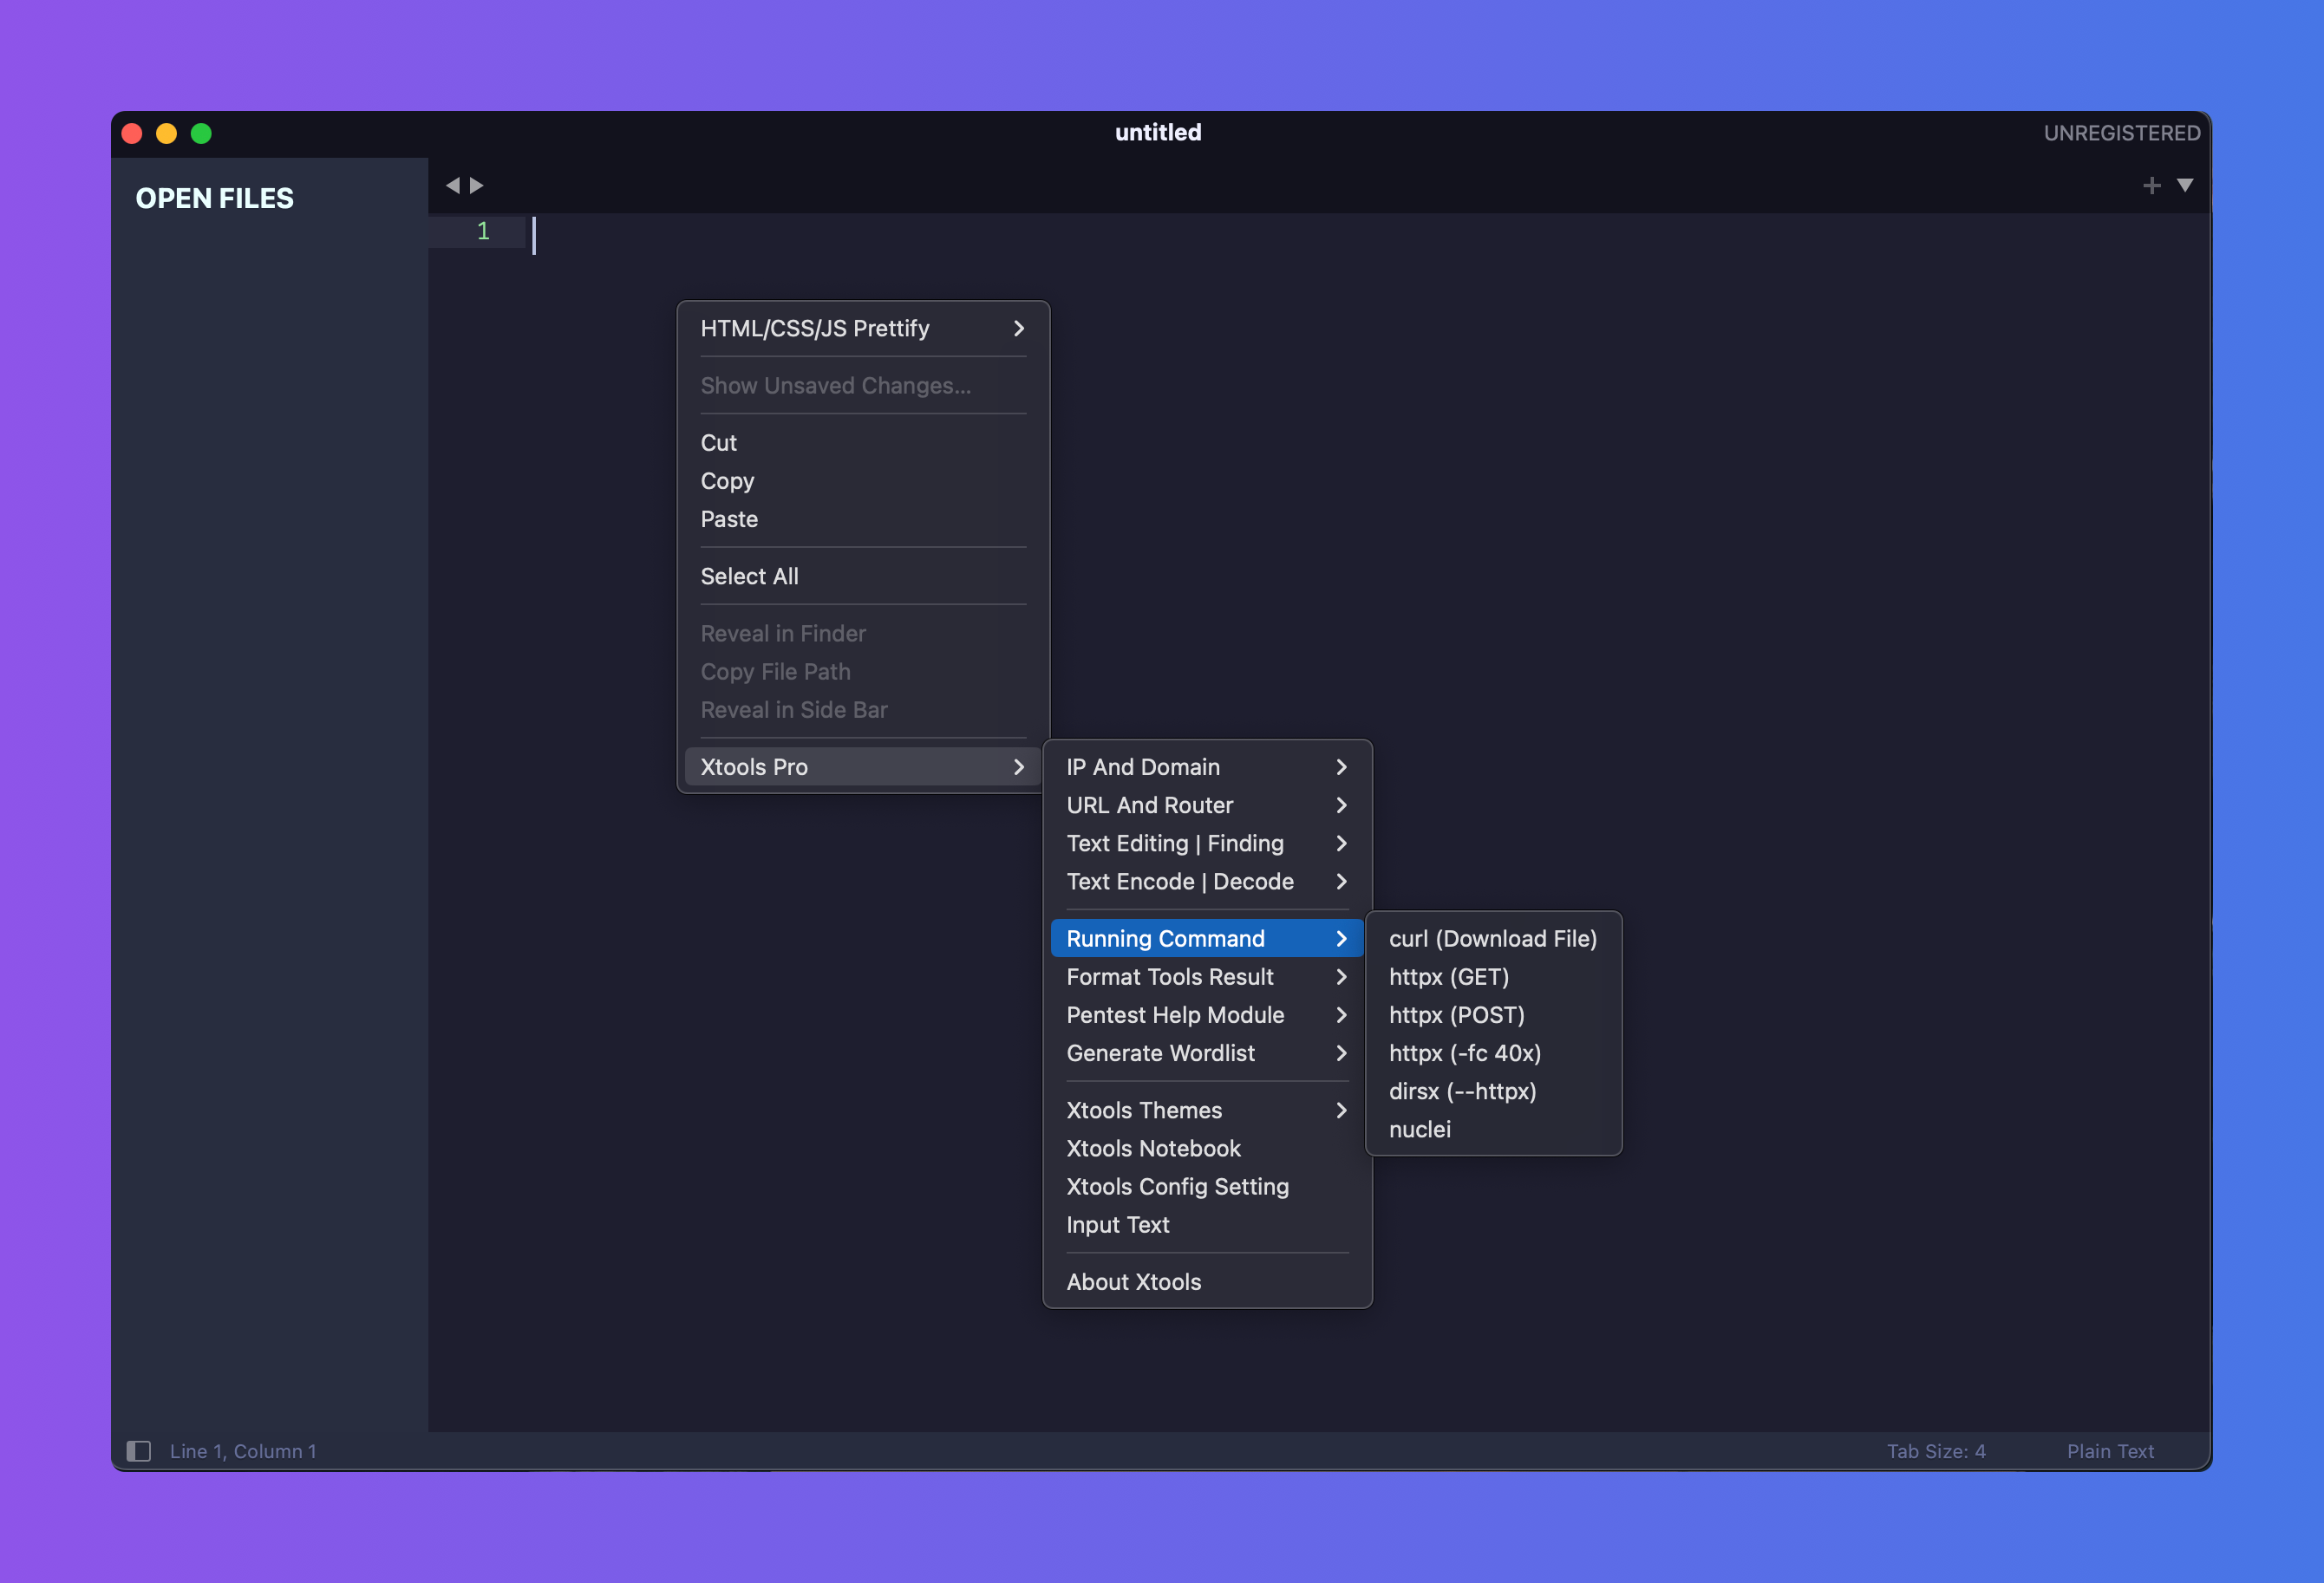 untitled
UNREGISTERED
OPEN FILES
1
HTML/CSS/JS Prettify
Show Unsaved Changes...
Cut
Copy
Paste
Select All
Reveal in Finder
Copy File Path
Reveal in Side Bar
Xtools Pro
IP And Domain
URL And Router
Text Editing | Finding
Text Encode | Decode
Running Command
Format Tools Result
Pentest Help Module
Generate Wordlist
Xtools Themes
Xtools Notebook
Xtools Config Setting
Input Text
About Xtools
curl (Download File)
httpx (GET)
httpx (POST)
httpx (-fc 40x)
dirsx (--httpx)
nuclei
Line 1, Column 1
Tab Size: 4
Plain Text